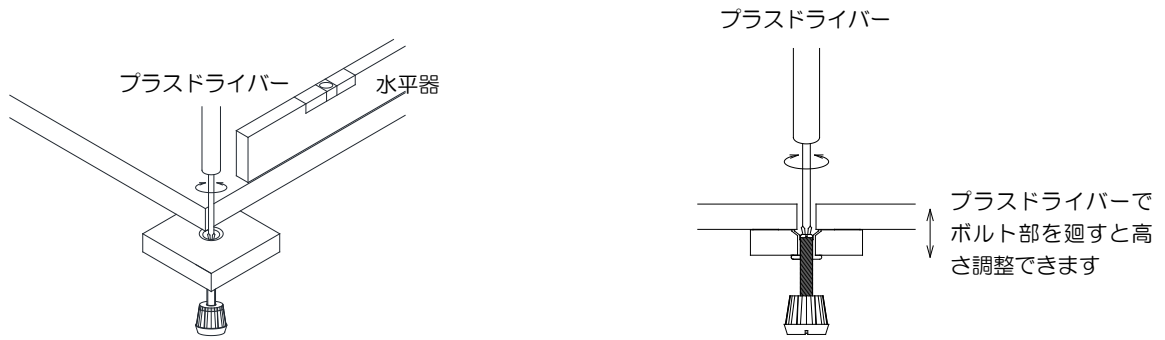 プラスドライバー
水平器
プラスドライバー
プラスドライバーで
ボルト部を廻すと高
さ調整できます